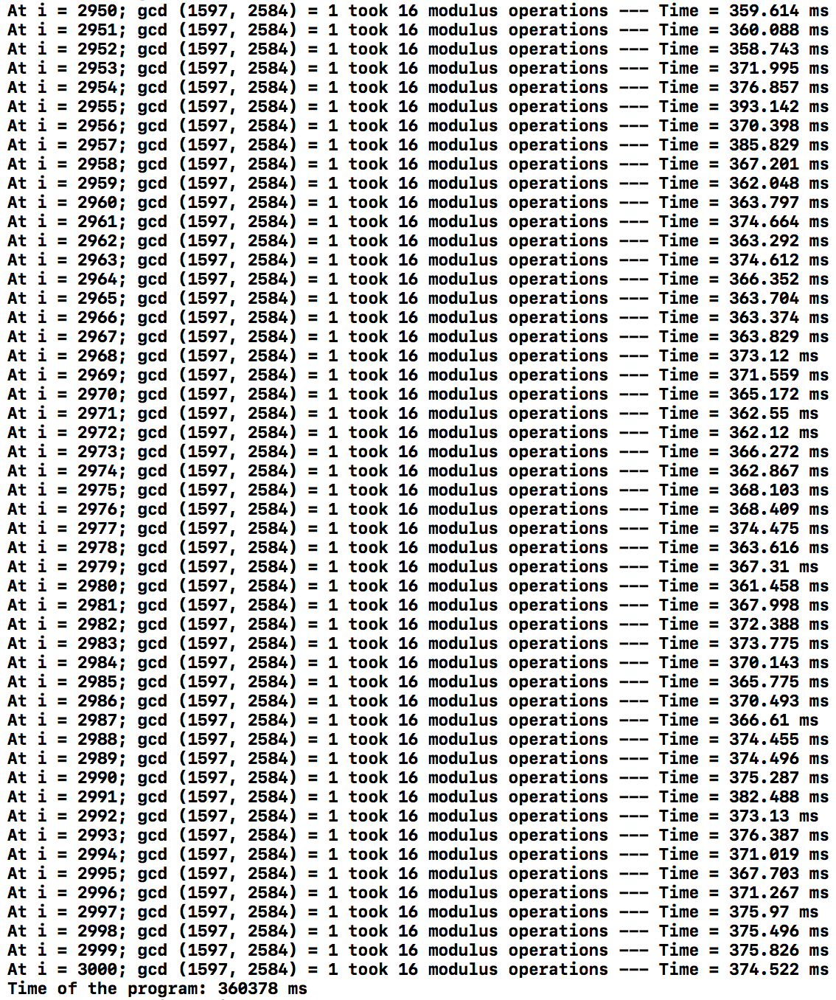 At i = 2950; gcd (1597, 2584) = 1 took 16 modulus operations --- Time = 359.614 ms
At i = 2951; gcd (1597, 2584) = 1 took 16 modulus operations --- Time = 360.088 ms
At i = 2952; gcd (1597, 2584) = 1 took 16 modulus operations --- Time = 358.743 ms
At i = 2953; gcd (1597, 2584) = 1 took 16 modulus operations --- Time = 371.995 ms
At i = 2954; gcd (1597, 2584) = 1 took 16 modulus operations --- Time = 376.857 ms
At i = 2955; gcd (1597, 2584) = 1 took 16 modulus operations --- Time = 393.142 ms
At i = 2956; gcd (1597, 2584) = 1 took 16 modulus operations --- Time = 370.398 ms
At i = 2957; gcd (1597, 2584) = 1 took 16 modulus operations --- Time = 385.829 ms
At i = 2958; gcd (1597, 2584) = 1 took 16 modulus operations --- Time = 367.201 ms
At i = 2959; gcd (1597, 2584) = 1 took 16 modulus operations --- Time = 362.048 ms
At i = 2960; gcd (1597, 2584) = 1 took 16 modulus operations --- Time = 363.797 ms
At i = 2961; gcd (1597, 2584) = 1 took 16 modulus operations --- Time = 374.664 ms
At i = 2962; gcd (1597, 2584) = 1 took 16 modulus operations --- Time = 363.292 ms
At i = 2963; gcd (1597, 2584) = 1 took 16 modulus operations --- Time = 374.612 ms
At i = 2964; gcd (1597, 2584) = 1 took 16 modulus operations --- Time = 366.352 ms
At i = 2965; gcd (1597, 2584) = 1 took 16 modulus operations --- Time = 363.704 ms
At i = 2966; gcd (1597, 2584) = 1 took 16 modulus operations --- Time = 363.374 ms
At i = 2967; gcd (1597, 2584) = 1 took 16 modulus operations --- Time = 363.829 ms
At i = 2968; gcd (1597, 2584) = 1 took 16 modulus operations --- Time = 373.12 ms
At i = 2969; gcd (1597, 2584) = 1 took 16 modulus operations --- Time = 371.559 ms
At i = 2970; gcd (1597, 2584) = 1 took 16 modulus operations --- Time = 365.172 ms
At i = 2971; gcd (1597, 2584) = 1 took 16 modulus operations --- Time = 362.55 ms
At i = 2972; gcd (1597, 2584) = 1 took 16 modulus operations --- Time = 362.12 ms
At i = 2973; gcd (1597, 2584) = 1 took 16 modulus operations --- Time = 366.272 ms
At i = 2974; gcd (1597, 2584) = 1 took 16 modulus operations --- Time = 362.867 ms
At i = 2975; gcd (1597, 2584) = 1 took 16 modulus operations --- Time = 368.103 ms
At i = 2976; gcd (1597, 2584) = 1 took 16 modulus operations --- Time = 368.409 ms
At i = 2977; gcd (1597, 2584) = 1 took 16 modulus operations --- Time = 374.475 ms
At i = 2978; gcd (1597, 2584) = 1 took 16 modulus operations --- Time = 363.616 ms
At i = 2979; gcd (1597, 2584) = 1 took 16 modulus operations --- Time = 367.31 ms
At i = 2980; gcd (1597, 2584) = 1 took 16 modulus operations --- Time = 361.458 ms
At i = 2981; gcd (1597, 2584) = 1 took 16 modulus operations --- Time = 367.998 ms
At i = 2982; gcd (1597, 2584) = 1 took 16 modulus operations --- Time = 372.388 ms
At i = 2983; gcd (1597, 2584) = 1 took 16 modulus operations --- Time = 373.775 ms
At i = 2984; gcd (1597, 2584) = 1 took 16 modulus operations --- Time = 370.143 ms
At i = 2985; gcd (1597, 2584) = 1 took 16 modulus operations --- Time = 365.775 ms
At i = 2986; gcd (1597, 2584) = 1 took 16 modulus operations --- Time = 370.493 ms
At i = 2987; gcd (1597, 2584) = 1 took 16 modulus operations --- Time = 366.61 ms
At i = 2988; gcd (1597, 2584) = 1 took 16 modulus operations --- Time = 374.455 ms
At i = 2989; gcd (1597, 2584) = 1 took 16 modulus operations --- Time = 374.496 ms
At i = 2990; gcd (1597, 2584) = 1 took 16 modulus operations --- Time = 375.287 ms
At i = 2991; gcd (1597, 2584) = 1 took 16 modulus operations --- Time = 382.488 ms
At i = 2992; gcd (1597, 2584) = 1 took 16 modulus operations --- Time = 373.13 ms
At i = 2993; gcd (1597, 2584) = 1 took 16 modulus operations --- Time = 376.387 ms
At i = 2994; gcd (1597, 2584) = 1 took 16 modulus operations --- Time = 371.019 ms
At i = 2995; gcd (1597, 2584) = 1 took 16 modulus operations --- Time = 367.703 ms
At i = 2996; gcd (1597, 2584) = 1 took 16 modulus operations --- Time = 371.267 ms
At i = 2997; gcd (1597, 2584) = 1 took 16 modulus operations --- Time = 375.97 ms
At i = 2998; gcd (1597, 2584) = 1 took 16 modulus operations --- Time = 375.496 ms
At i = 2999; gcd (1597, 2584) = 1 took 16 modulus operations --- Time = 375.826 ms
At i = 3000; gcd (1597, 2584) = 1 took 16 modulus operations --- Time = 374.522 ms
Time of the program: 360378 ms